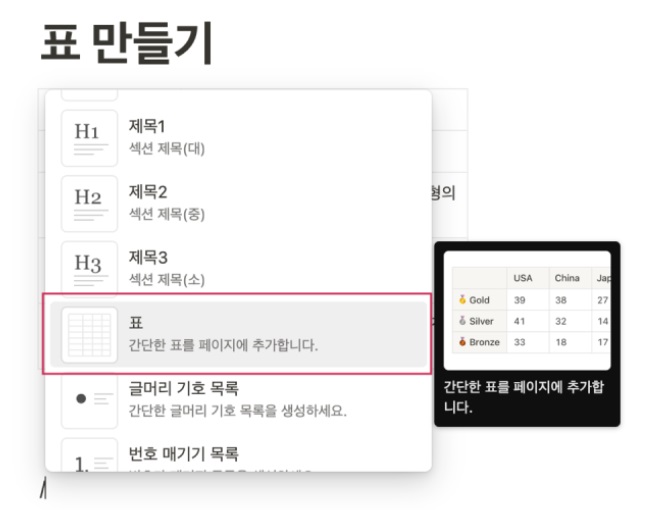 표 만들기
H1
제목1
섹션 제목(대)
H2
제목2
섹션 제목(중)
형의
H3
제목3
섹션 제목(소)
표
간단한 표를 페이지에 추가합니다.
USA China Jap
Gold 39 38 27
Silver 41 32 14
Bronze 33 18 17
간단한 표를 페이지에 추가합
니다.
글머리 기호 목록
간단한 글머리 기호 목록을 생성하세요.
1.
번호 매기기 목록
/